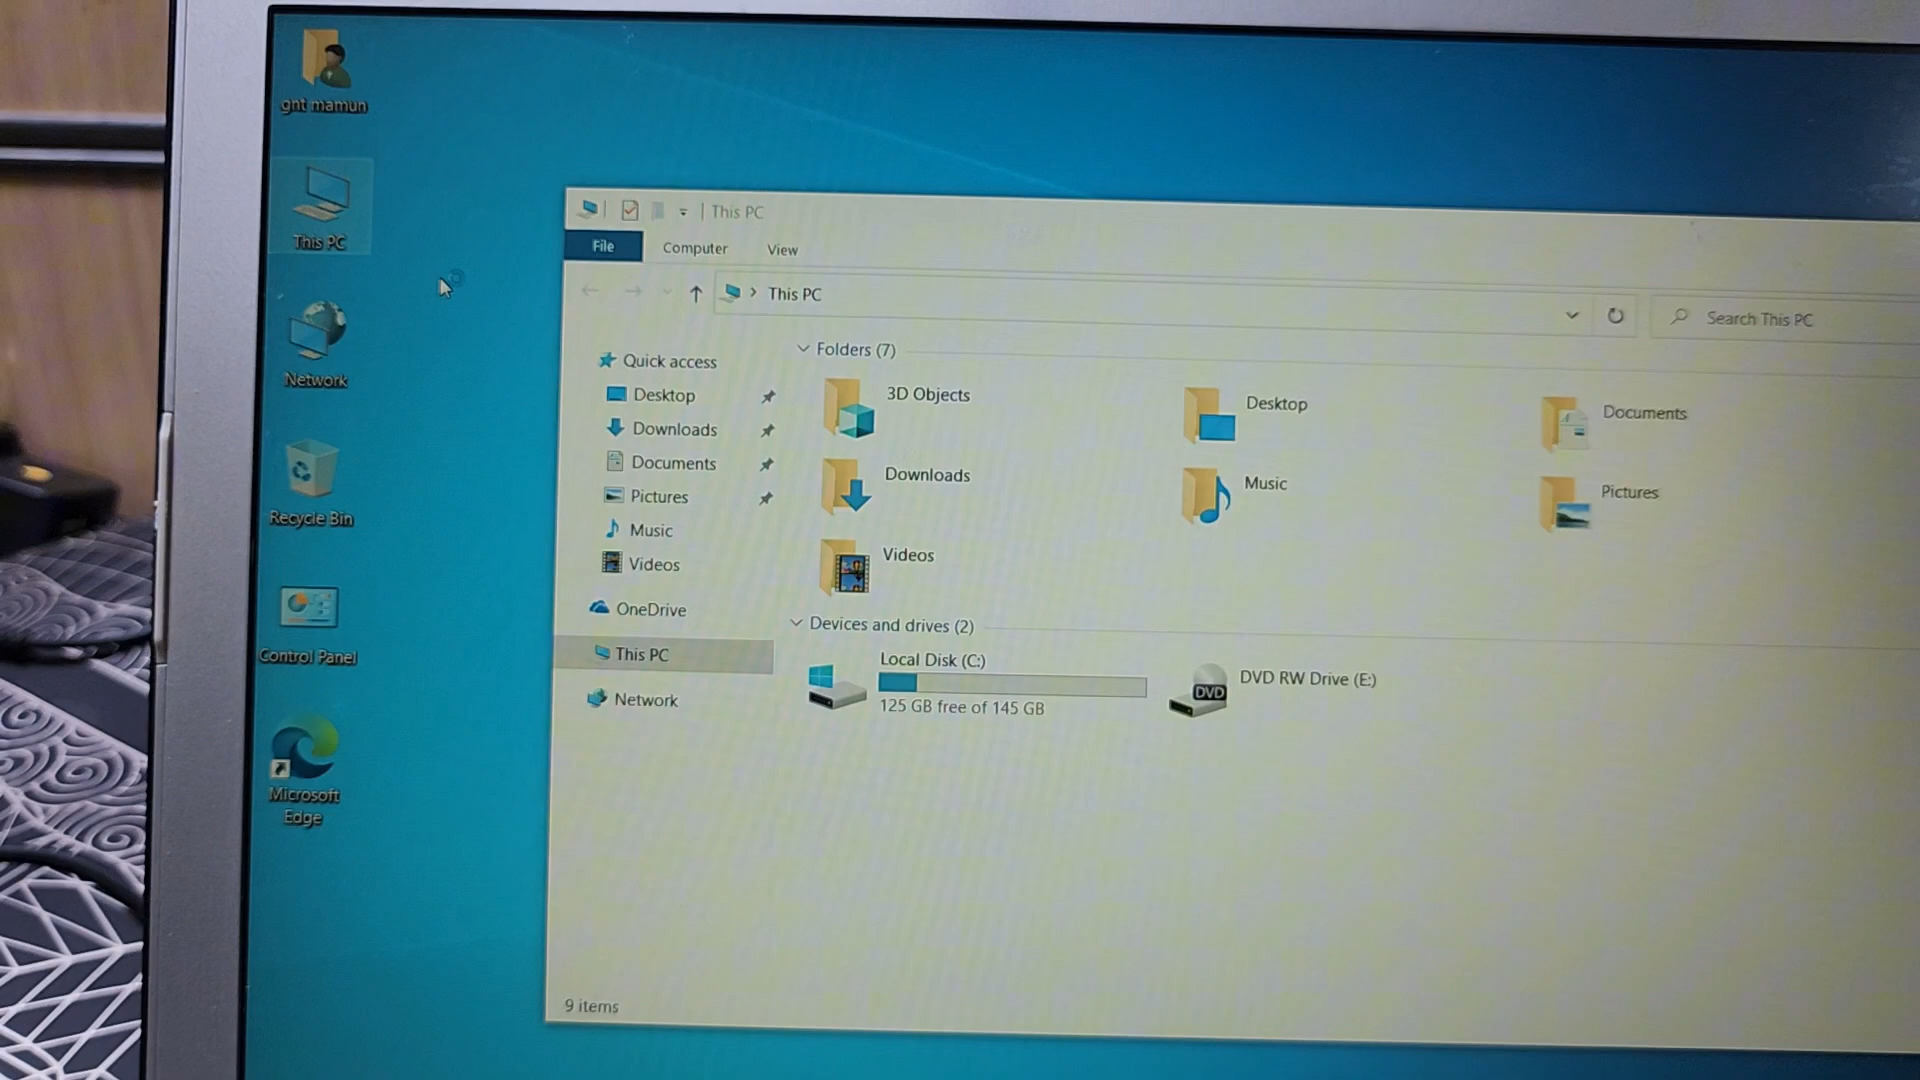 gnt mamun
This PC
Network
Recycle Bin
Control Panel
Microsoft
Edge
This PC
File
Computer
View
This PC
Search This PC
Quick access
Desktop
Downloads
Documents
Pictures
Music
Videos
OneDrive
This PC
Network
Folders (7)
3D Objects
Desktop
Documents
Downloads
Music
Pictures
Videos
Devices and drives (2)
Local Disk (C:)
125 GB free of 145 GB
DVD
DVD RW Drive (E:)
9 items